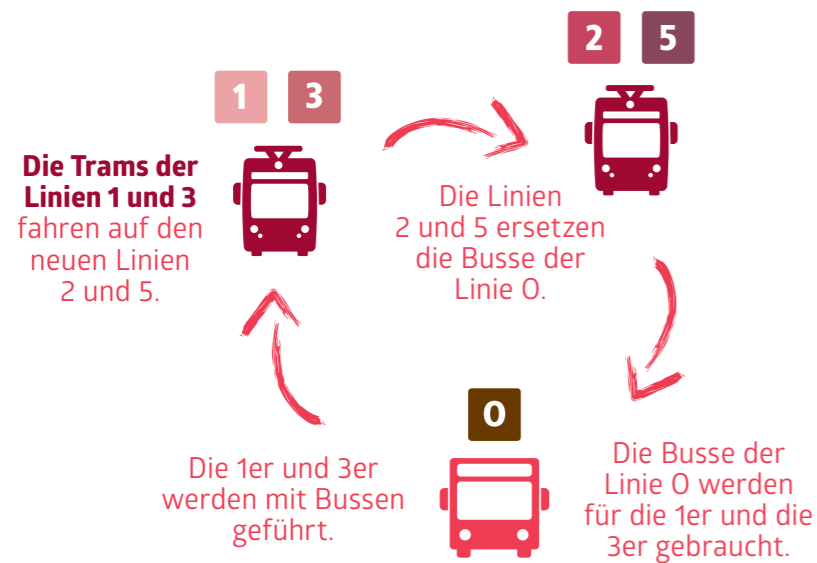 2 5
1 3
Die Trams der
Linien 1 und 3
fahren auf den
neuen Linien
2 und 5.
Die Linien
2 und 5 ersetzen
die Busse der
Linie O.
O
Die Busse der
Linie O werden
für die 1er und die
3er gebraucht.
Die 1er und 3er
werden mit Bussen
geführt.